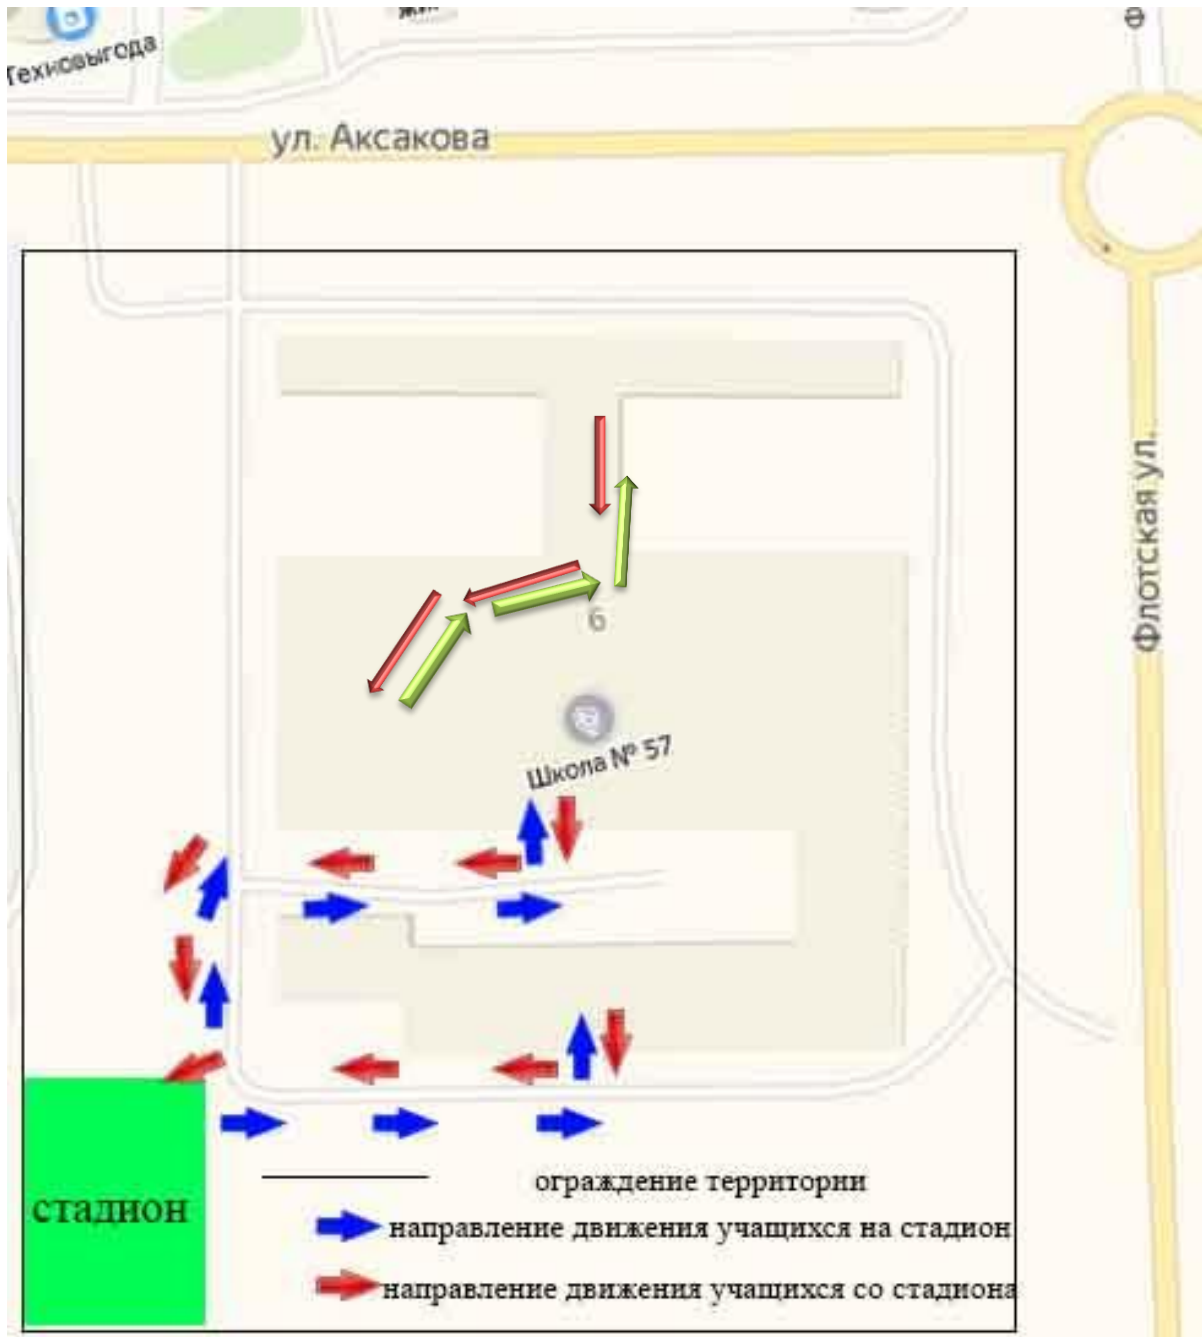 Техновыгода
ул. Аксакова
Ф
Флотская ул.
6
Школа № 57
стадион
ограждение территории
направление движения учащихся на стадион
направление движения учащихся со стадиона